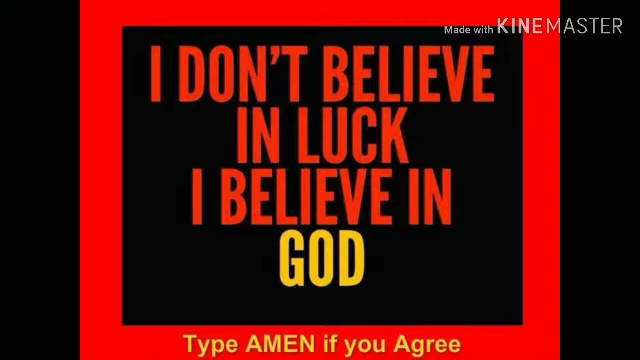 Made with KINEMASTER
I DON'T BELIEVE
IN LUCK
I BELIEVE IN
GOD
Type AMEN if you Agree